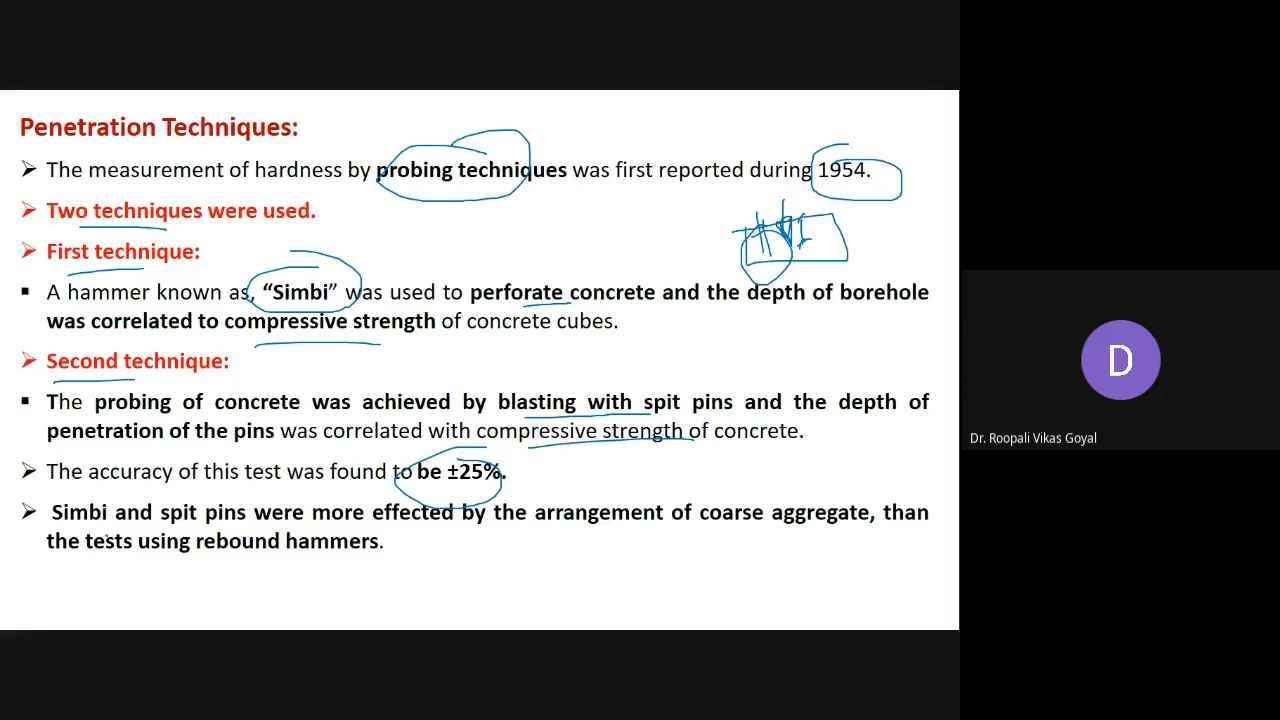 Penetration Techniques:
The measurement of hardness by probing techniques was first reported during 1954.
Two techniques were used.
First technique:
A hammer known as, “Simbi” was used to perforate concrete and the depth of borehole
was correlated to compressive strength of concrete cubes.
Second technique:
The probing of concrete was achieved by blasting with spit pins and the depth of
penetration of the pins was correlated with compressive strength of concrete.
The accuracy of this test was found to be ±25%.
Simbi and spit pins were more effected by the arrangement of coarse aggregate, than
the tests using rebound hammers.
D
Dr. Roopali Vikas Goyal